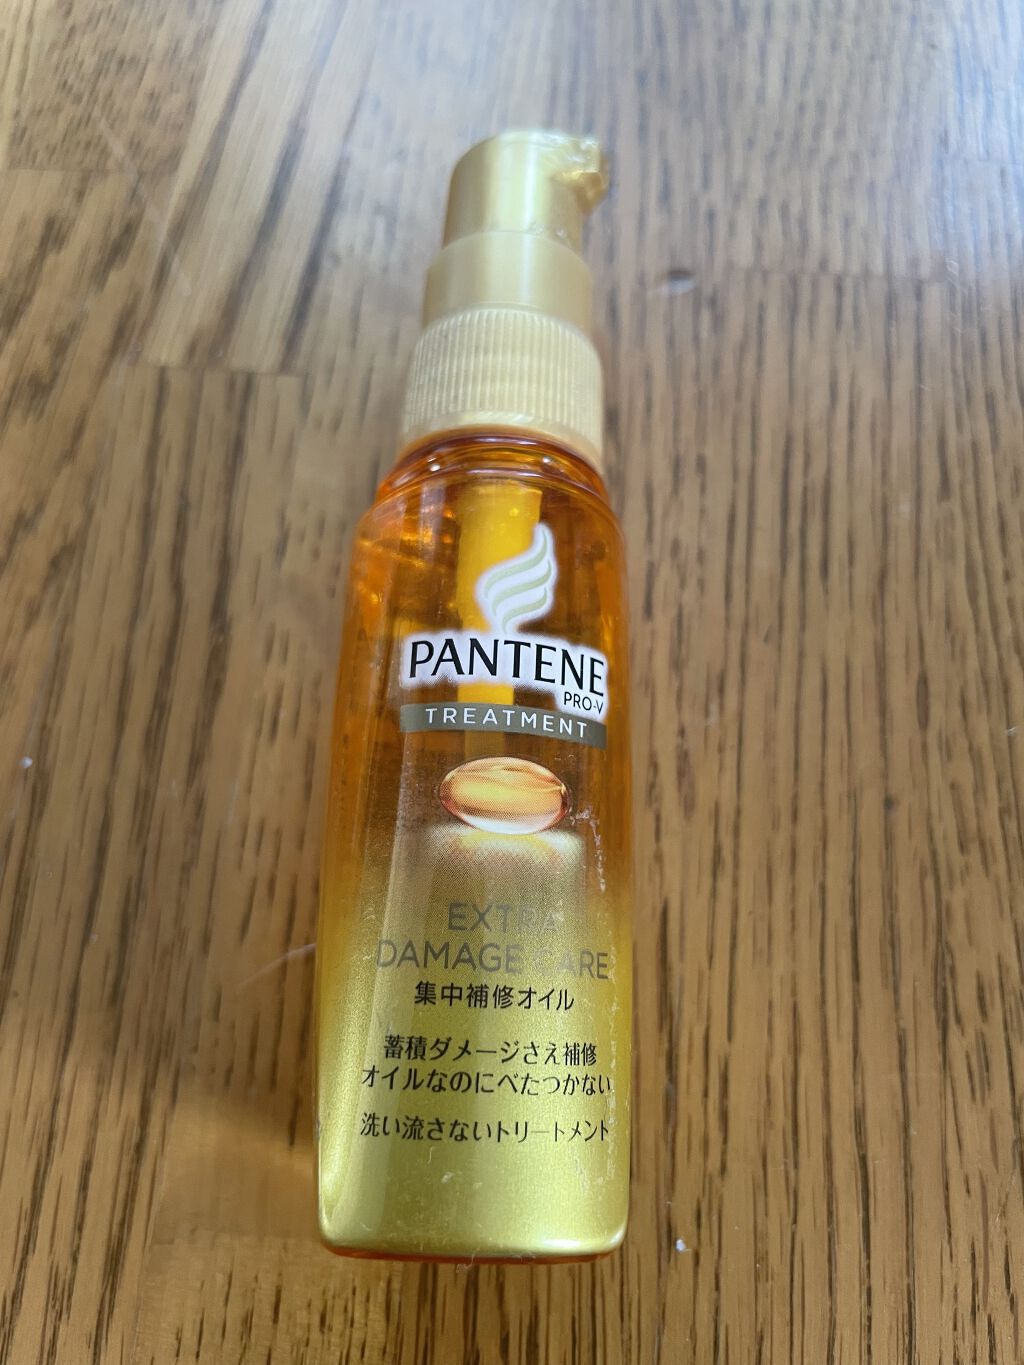 PANTENE
PRO-V
TREATMENT
EXTRA
DAMAGE CARE
集中補修オイル
蓄積ダメージさえ補修
オイルなのにべたつかない
洗い流さないトリートメント